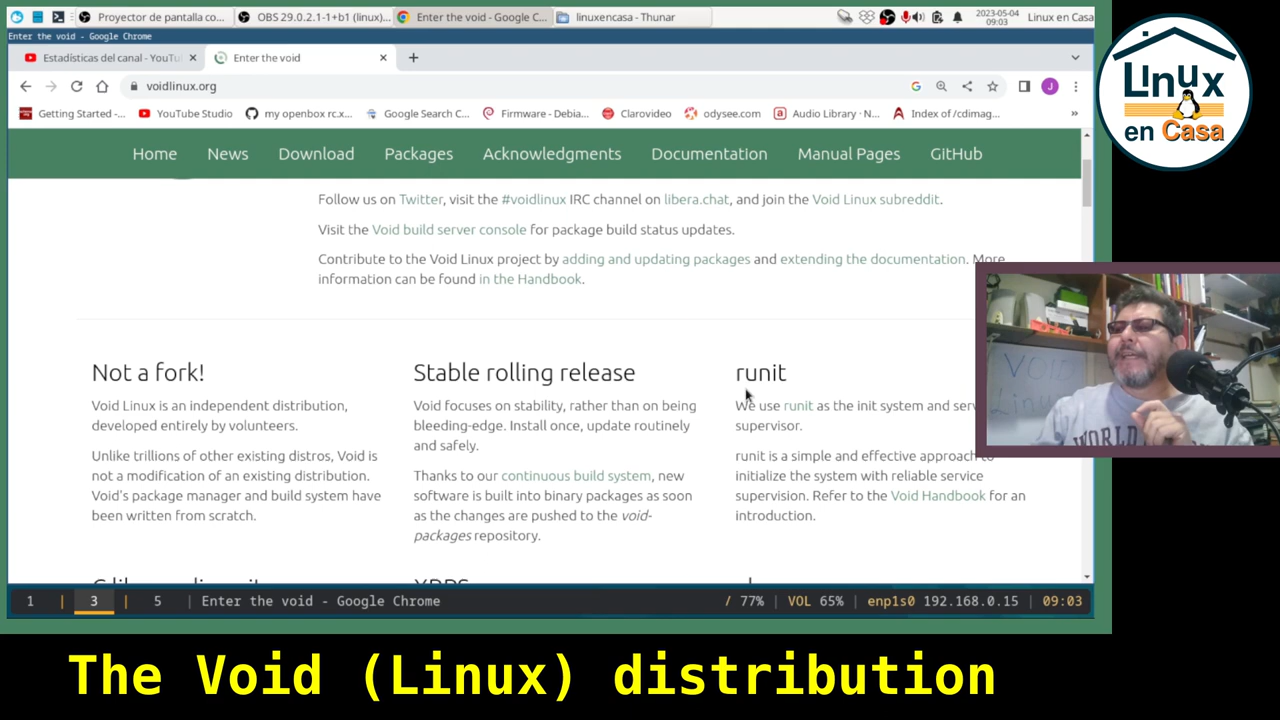 Proyector de pantalla co...
OBS 29.0.2.1-1+b1 (linux)...
Enter the void - Google C...
linuxencasa - Thunar
2023-05-04
09:03
Linux en Casa
Enter the void - Google Chrome
Estadísticas del canal - YouTu
Enter the void
voidlinux.org
Getting Started -...
YouTube Studio
my openbox rc.x...
Google Search C...
Firmware - Debia...
Clarovideo
odysee.com
Audio Library · N...
Index of /cdimag...
Home News Download Packages Acknowledgments Documentation Manual Pages GitHub
Follow us on Twitter, visit the #voidlinux IRC channel on libera.chat, and join the Void Linux subreddit.
Visit the Void build server console for package build status updates.
Contribute to the Void Linux project by adding and updating packages and extending the documentation. More
information can be found in the Handbook.
Not a fork!
Void Linux is an independent distribution,
developed entirely by volunteers.
Unlike trillions of other existing distros, Void is
not a modification of an existing distribution.
Void's package manager and build system have
been written from scratch.
Stable rolling release
Void focuses on stability, rather than on being
bleeding-edge. Install once, update routinely
and safely.
Thanks to our continuous build system, new
software is built into binary packages as soon
as the changes are pushed to the void-
packages repository.
runit
We use runit as the init system and
supervisor.
runit is a simple and effective approach
initialize the system with reliable service
supervision. Refer to the Void Handbook for an
introduction.
1 | 3 | 5 | Enter the void - Google Chrome
/ 77% | VOL 65% | enp1s0 192.168.0.15 | 09:03
Linux
en Casa
VOID
Linux
WORLD
The Void (Linux) distribution